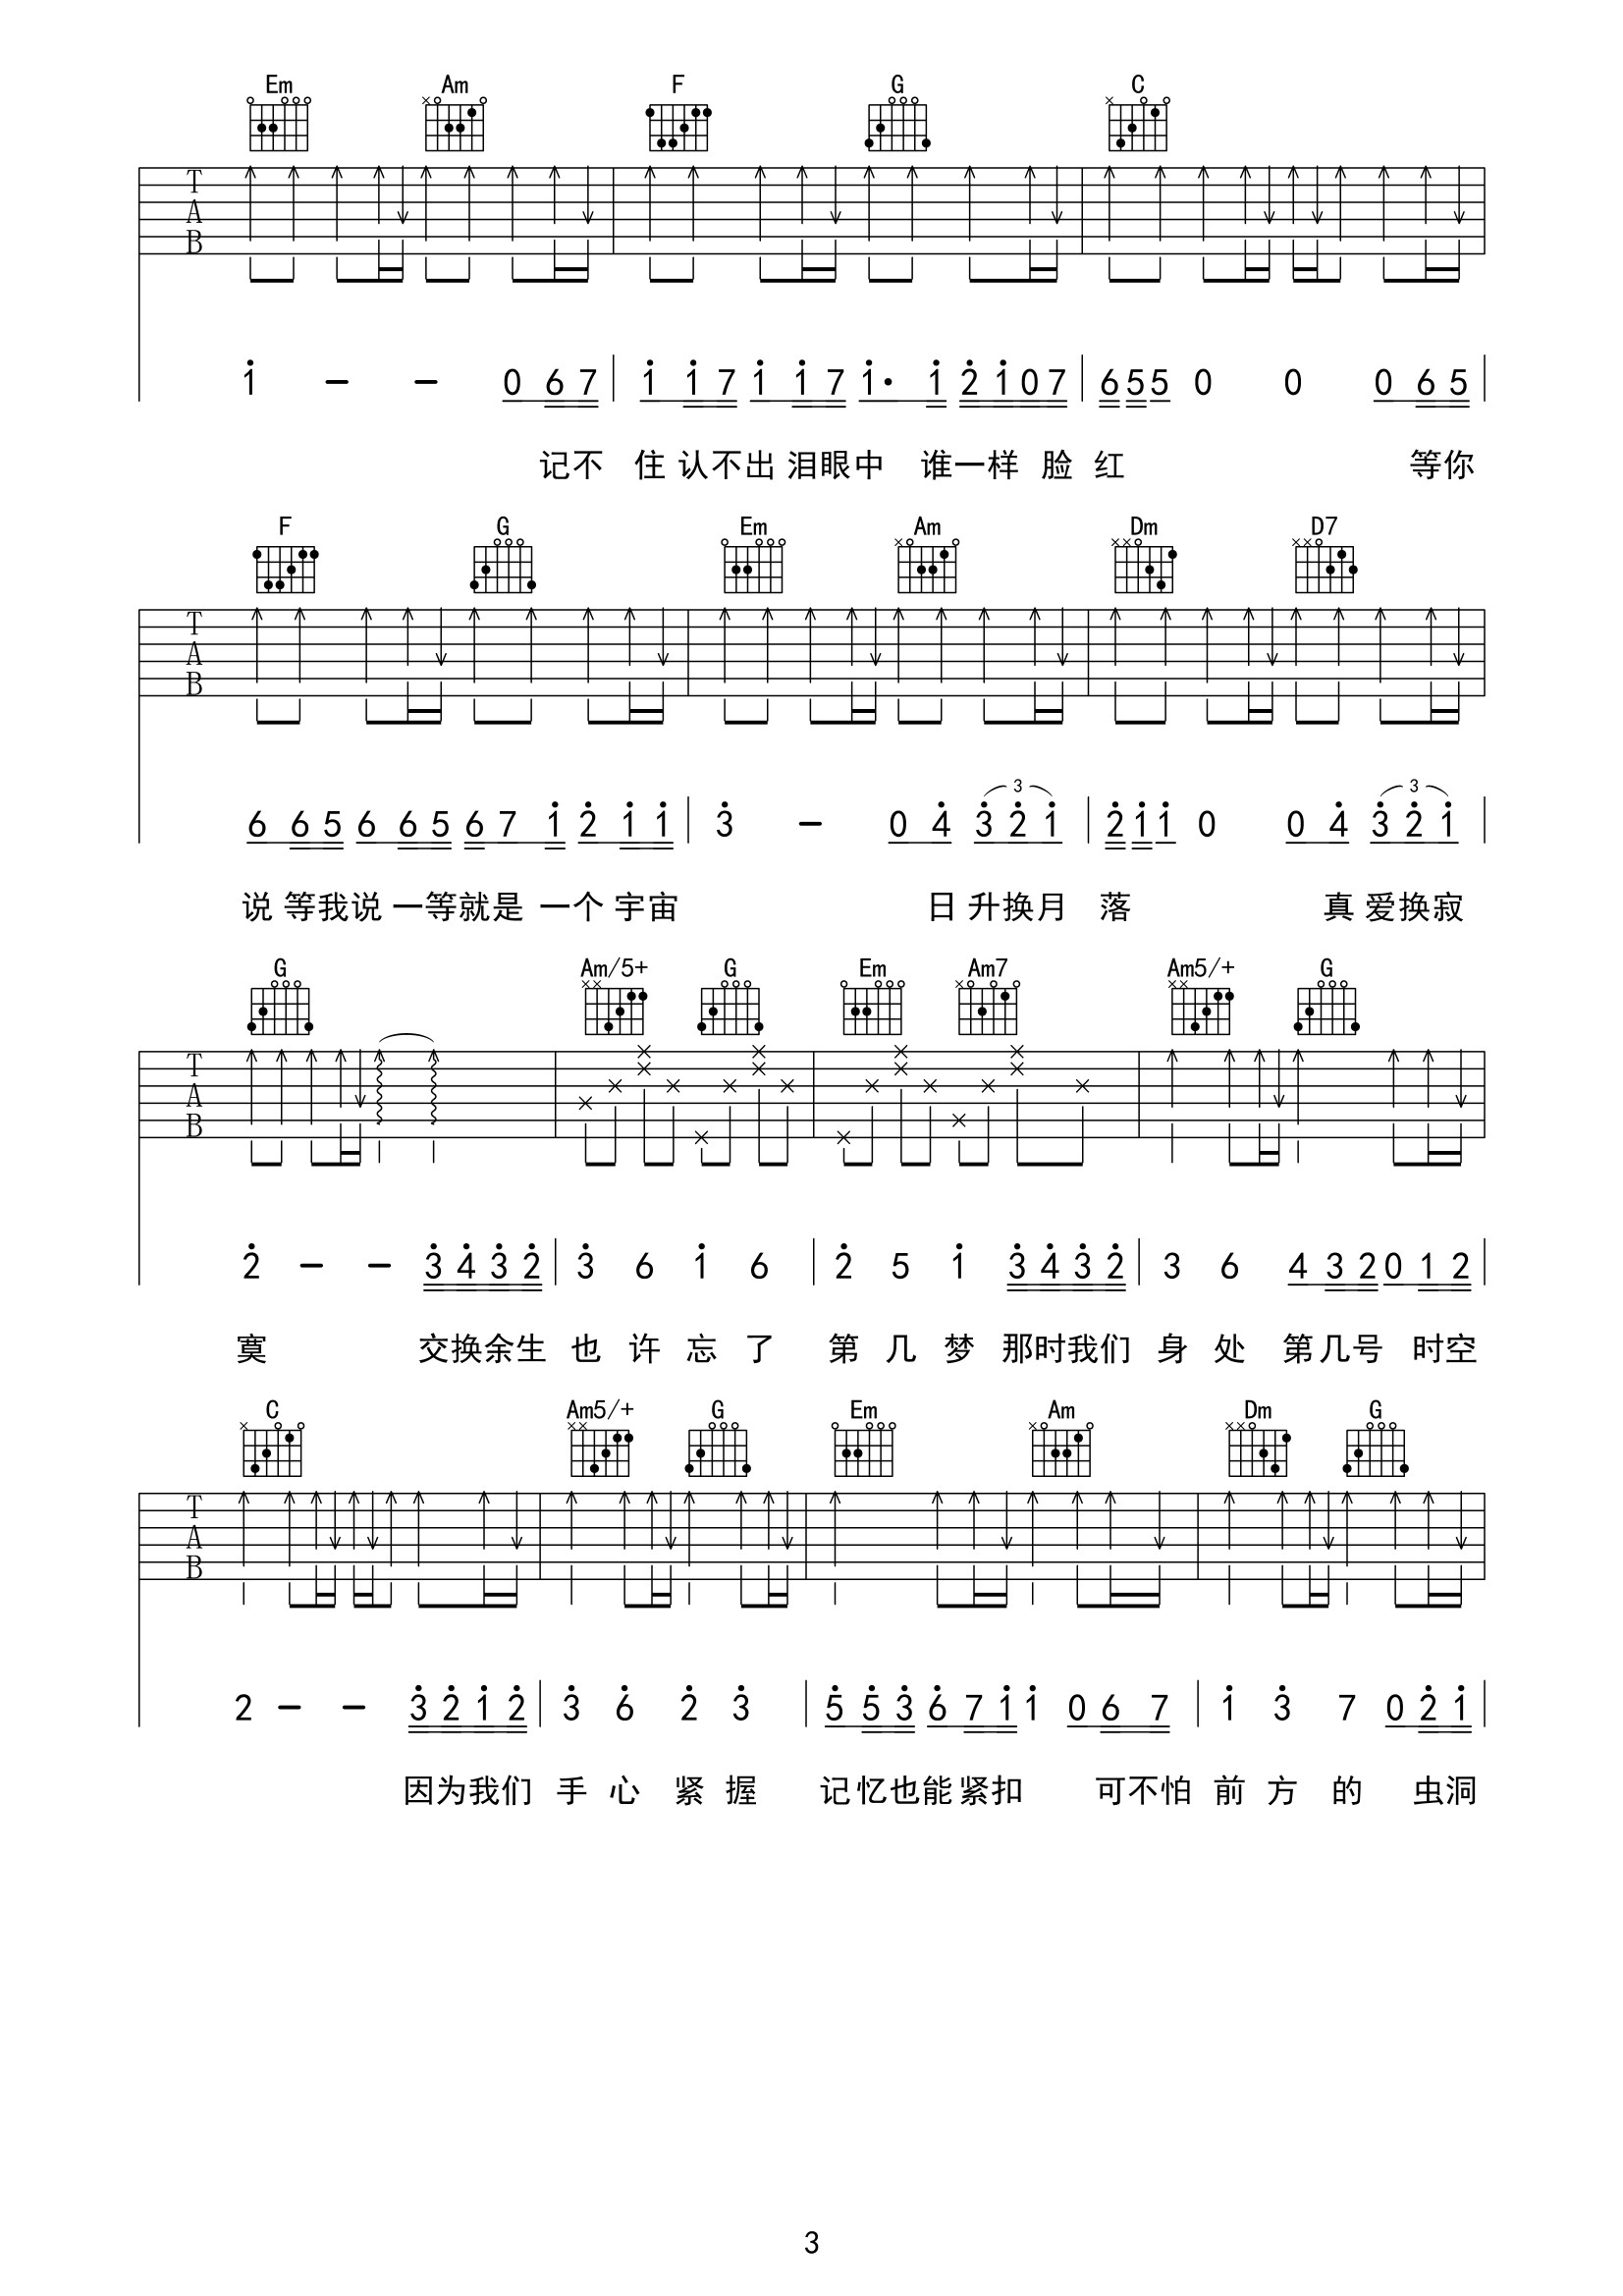 Em Am F G C
T A B
1 - - 0 6 7 1 1 7 1 1 7 1 · 1 2 1 0 7 6 5 5 0 0 0 6 5
记不 住 认不出 泪眼中 谁一样 脸 红 等你
F G Em Am Dm D7
T A B
3 3
6 6 5 6 6 5 6 7 1 2 1 1 3 - 0 4 3 2 1 2 1 1 0 0 4 3 2 1
说 等我说 一等就是 一个 宇宙 日 升换月 落 真 爱换寂
G Am/5+ G Em Am7 Am5/+ G
T A B
2 - - 3 4 3 2 3 6 1 6 2 5 1 3 4 3 2 3 6 4 3 2 0 1 2
寞 交换余生 也 许 忘 了 第 几 梦 那时我们 身 处 第几号 时空
C Am5/+ G Em Am Dm G
T A B
2 - - 3 2 1 2 3 6 2 3 5 5 3 6 7 1 1 0 6 7 1 3 7 0 2 1
因为我们 手 心 紧 握 记忆也能紧扣 可不怕 前 方 的 虫洞
3